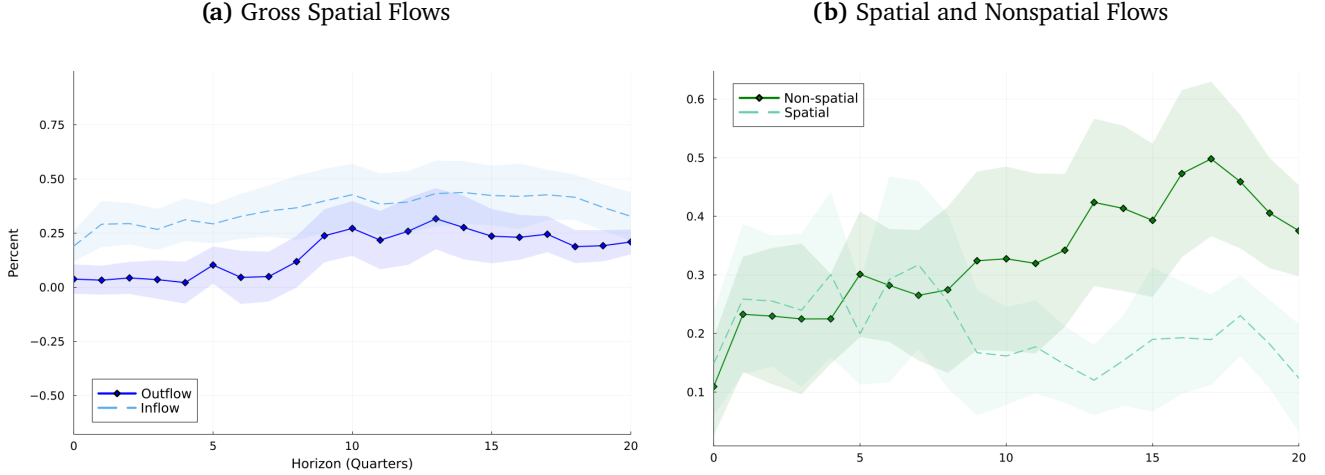 (a) Gross Spatial Flows
0.75
0.50
0.25
0.00
−0.25
−0.50
Percent
Outflow
Inflow
0 5 10 15 20
Horizon (Quarters)
(b) Spatial and Nonspatial Flows
Non-spatial
Spatial
0.6
0.5
0.4
0.3
0.2
0.1
0 5 10 15 20